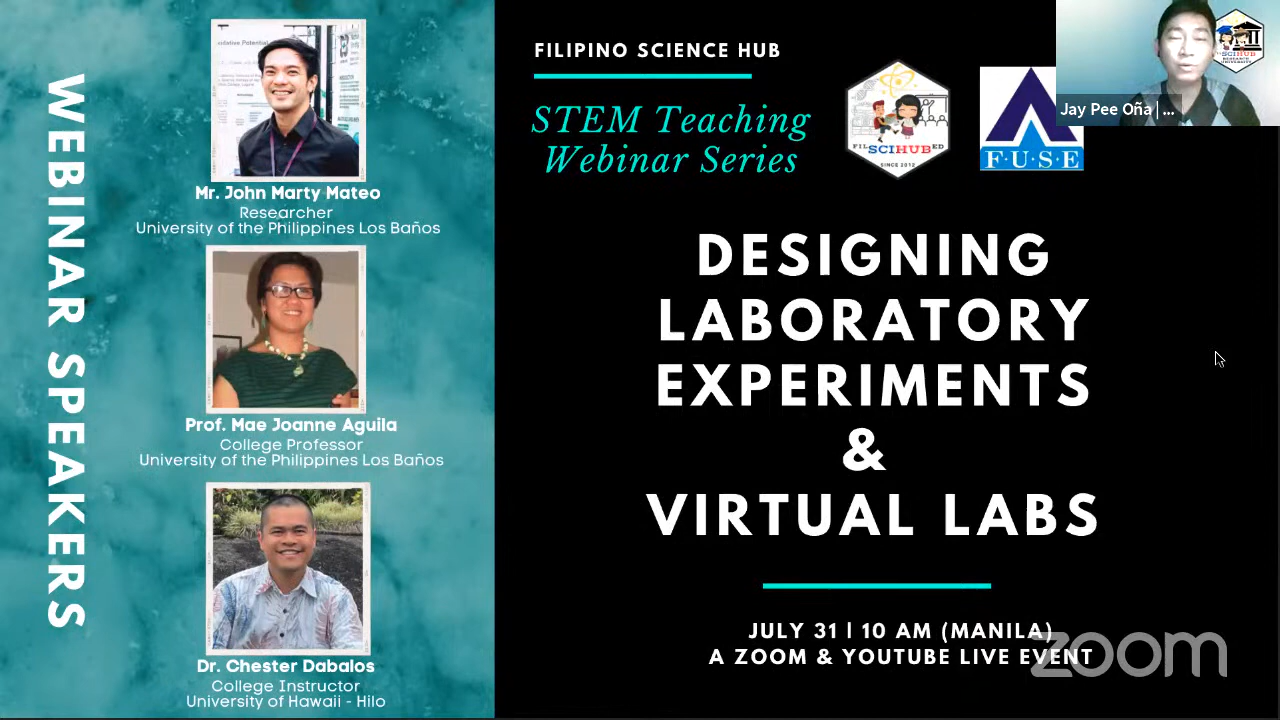 WEBINAR SPEAKERS
Mr. John Marty Mateo
Researcher
University of the Philippines Los Baños
Prof. Mae Joanne Aguila
College Professor
University of the Philippines Los Baños
Dr. Chester Dabalos
College Instructor
University of Hawaii - Hilo
FILIPINO SCIENCE HUB
STEM Teaching
Webinar Series
FILSCIHUBED
SINCE 2012
F·U·S·E
Jay Pee Oña | ...
SCIHUB
DESIGNING
LABORATORY
EXPERIMENTS
&
VIRTUAL LABS
JULY 31 | 10 AM (MANILA)
A ZOOM & YOUTUBE LIVE EVENT
zoom